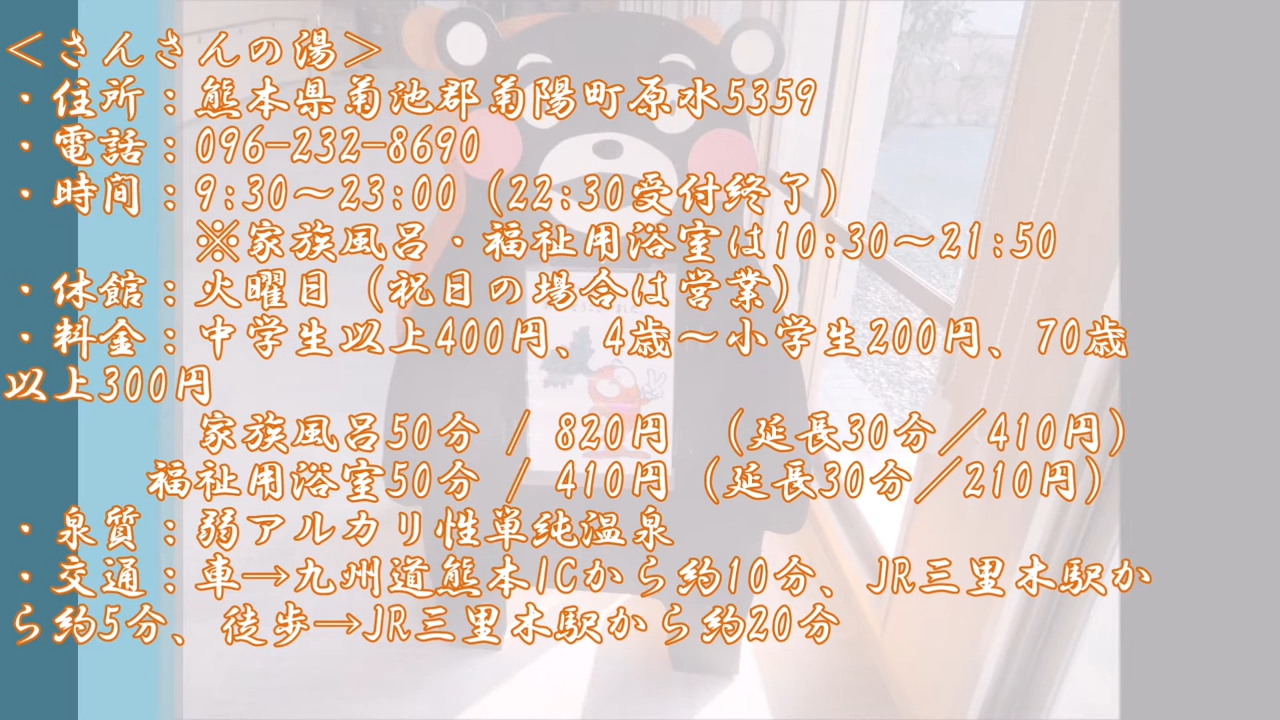 ＜さんさんの湯＞
・住所：熊本県菊池郡菊陽町原水5359
・電話：096-232-8690
・時間：9:30～23:00（22:30受付終了）
※家族風呂・福祉用浴室は10:30～21:50
・休館：火曜日（祝日の場合は営業）
・料金：中学生以上400円、4歳～小学生200円、70歳
以上300円
家族風呂50分 / 820円 （延長30分／410円）
福祉用浴室50分 / 410円（延長30分／210円）
・泉質：弱アルカリ性単純温泉
・交通：車→九州道熊本ICから約10分、JR三里木駅か
ら約5分、徒歩→JR三里木駅から約20分